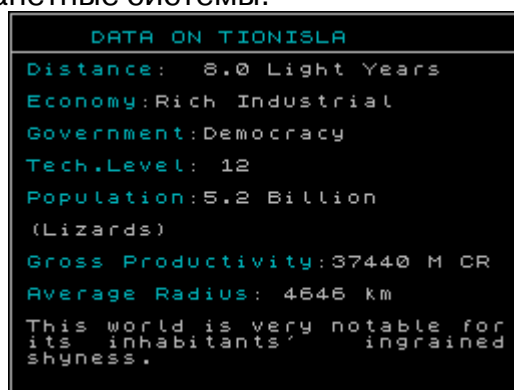 планетные системы.
DATA ON TIONISLA
Distance: 8.0 Light Years
Economy:Rich Industrial
Government:Democracy
Tech.Level: 12
Population:5.2 Billion
(Lizards)
Gross Productivity:37440 M CR
Average Radius: 4646 km
This world is very notable for
its inhabitants' ingrained
shyness.